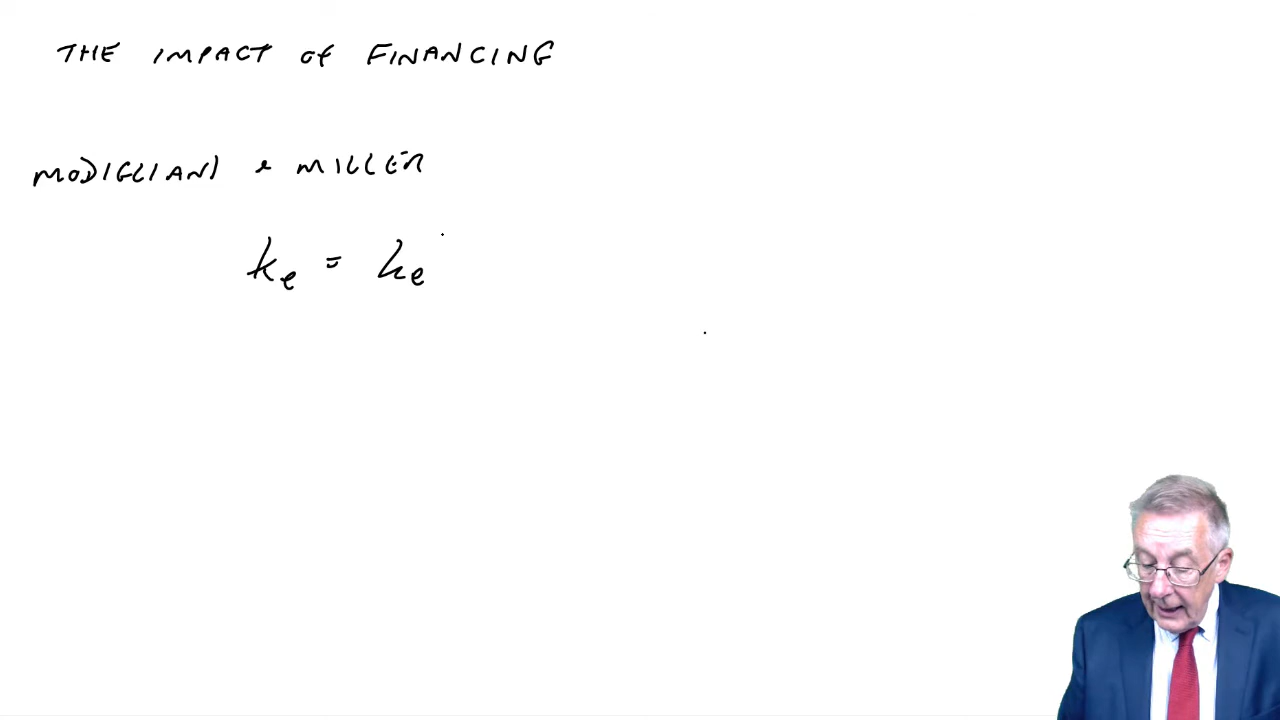 THE IMPACT of FINANCING
MODIGLIANI & MILLER
ke = ke